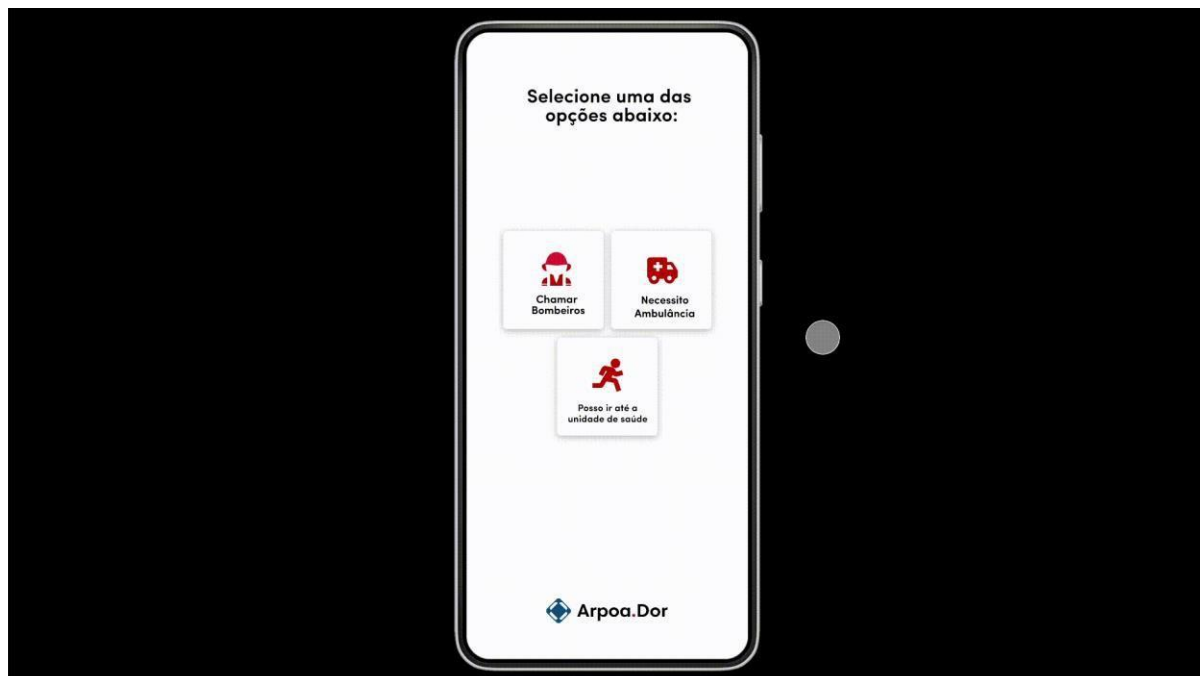 Selecione uma das
opções abaixo:
Chamar
Bombeiros
Necessito
Ambulância
Posso ir até a
unidade de saúde
Arpoa.Dor